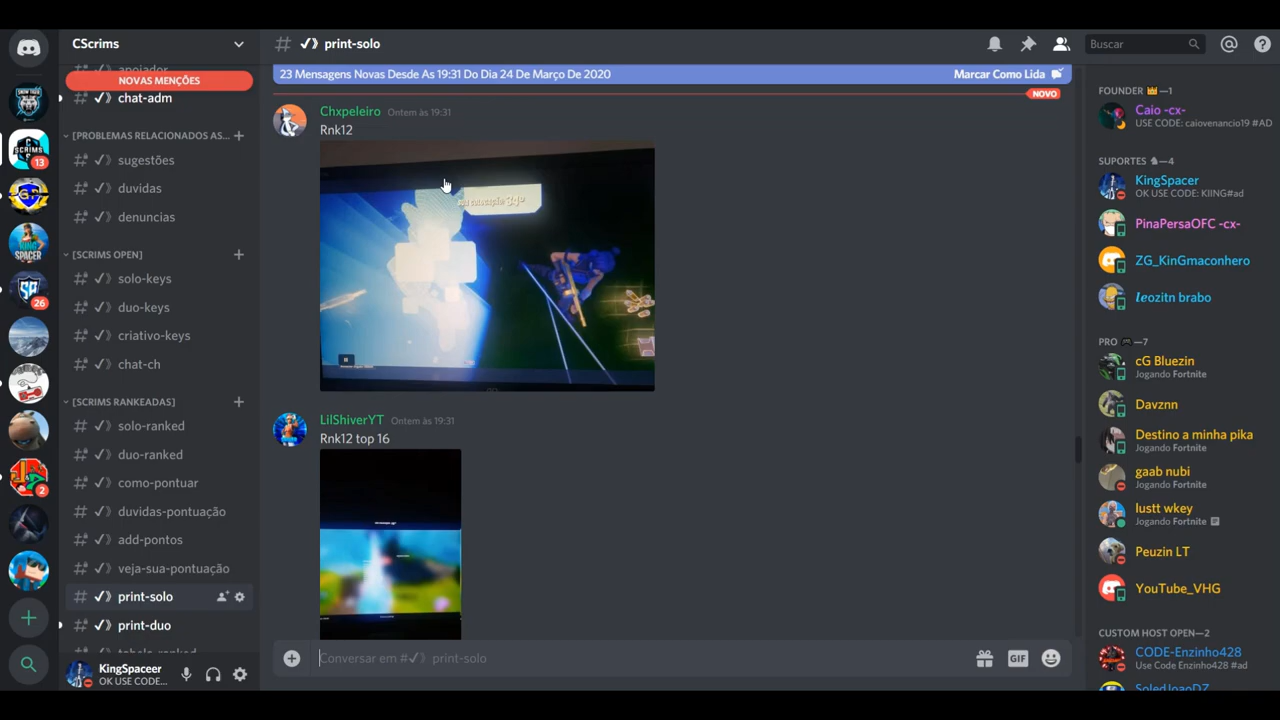 CScrims
NOVAS MENÇÕES
chat-adm
[PROBLEMAS RELACIONADOS AS...
sugestões
duvidas
denuncias
[SCRIMS OPEN]
solo-keys
duo-keys
criativo-keys
chat-ch
[SCRIMS RANKEADAS]
solo-ranked
duo-ranked
como-pontuar
duvidas-pontuação
add-pontos
veja-sua-pontuação
print-solo
print-duo
13
26
2
KingSpaceer
OK USE CODE...
print-solo
Buscar
23 Mensagens Novas Desde As 19:31 Do Dia 24 De Março De 2020
Marcar Como Lida
NOVO
Chxpeleiro Ontem às 19:31
Rnk12
LilShiverYT Ontem às 19:31
Rnk12 top 16
Conversar em #✓》 print-solo
GIF
FOUNDER 👑—1
Caio -cx-
USE CODE: caiovenancio19 #AD
SUPORTES ♞—4
KingSpacer
OK USE CODE: KIING#ad
PinaPersaOFC -cx-
ZG_KinGmaconhero
leozitn brabo
PRO 🎮—7
cG Bluezin
Jogando Fortnite
Davznn
Destino a minha pika
Jogando Fortnite
gaab nubi
Jogando Fortnite
lustt wkey
Jogando Fortnite
Peuzin LT
YouTube_VHG
CUSTOM HOST OPEN—2
CODE-Enzinho428
Use Code Enzinho428 #ad
SoledJoaoDZ